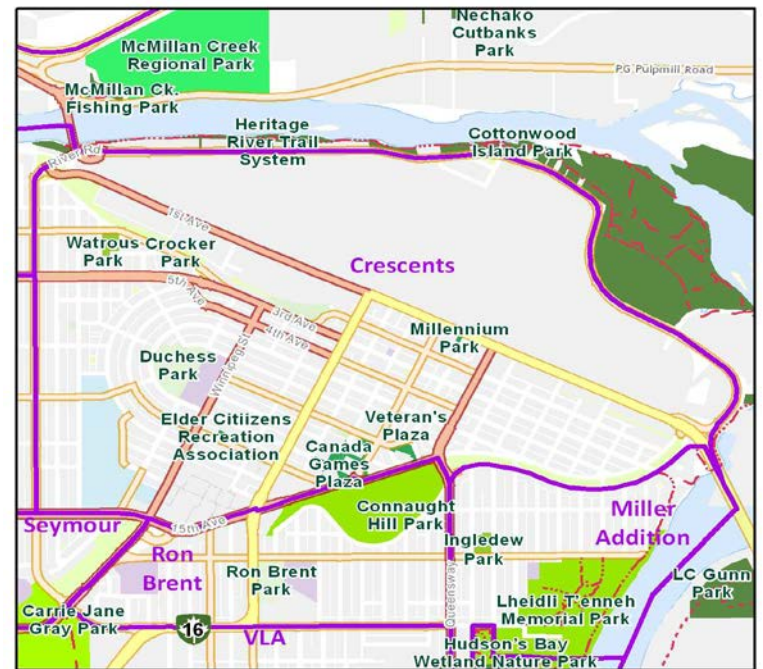 Nechako
Cutbanks
Park
McMillan Creek
Regional Park
PG Pulpmill Road
McMillan Ck.
Fishing Park
Heritage
River Trail
System
Cottonwood
Island Park
River Rd
1st Ave
Watrous
Park
Crocker
Park
Crescents
5th Ave
3rd Ave
4th Ave
Millennium
Park
Duchess
Park
Winnipeg St
Elder Citiizens
Recreation
Association
Veteran's
Plaza
Canada
Games
Plaza
15th Ave
Connaught
Hill Park
Seymour
Ron
Brent
Ron Brent
Park
Ingledew
Park
Miller
Addition
Queensway
LC Gunn
Park
Carrie Jane
Gray Park
16
VLA
Lheidli T'enneh
Memorial Park
Hudson's Bay
Wetland Nature Park